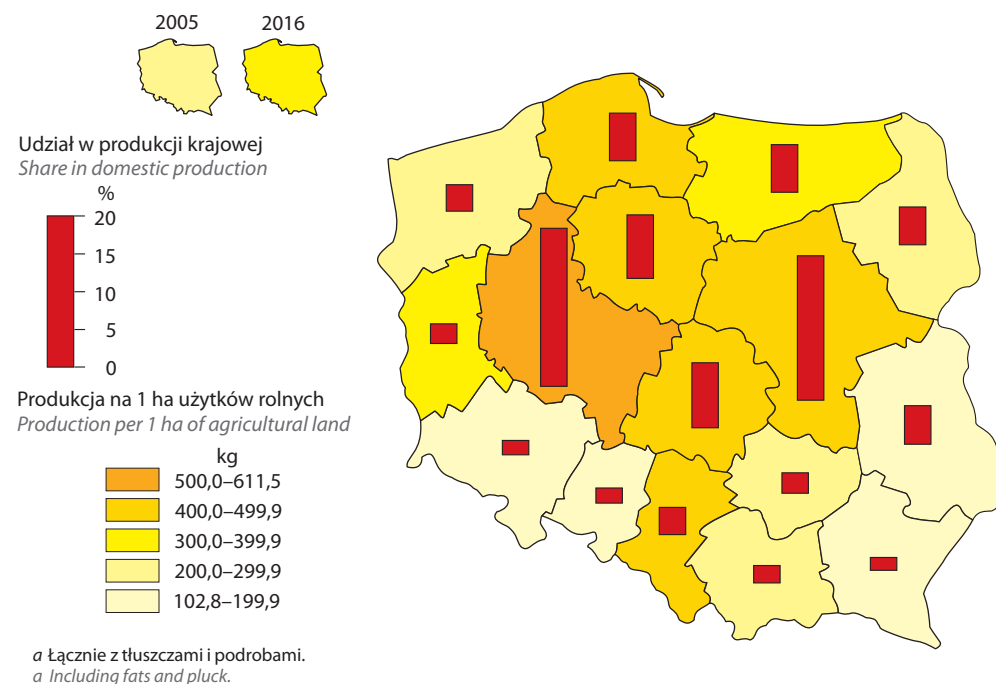 2005 2016
Udział w produkcji krajowej
Share in domestic production
%
20
15
10
5
0
Produkcja na 1 ha użytków rolnych
Production per 1 ha of agricultural land
kg
500,0–611,5
400,0–499,9
300,0–399,9
200,0–299,9
102,8–199,9
a Łącznie z tłuszczami i podrobami.
a Including fats and pluck.